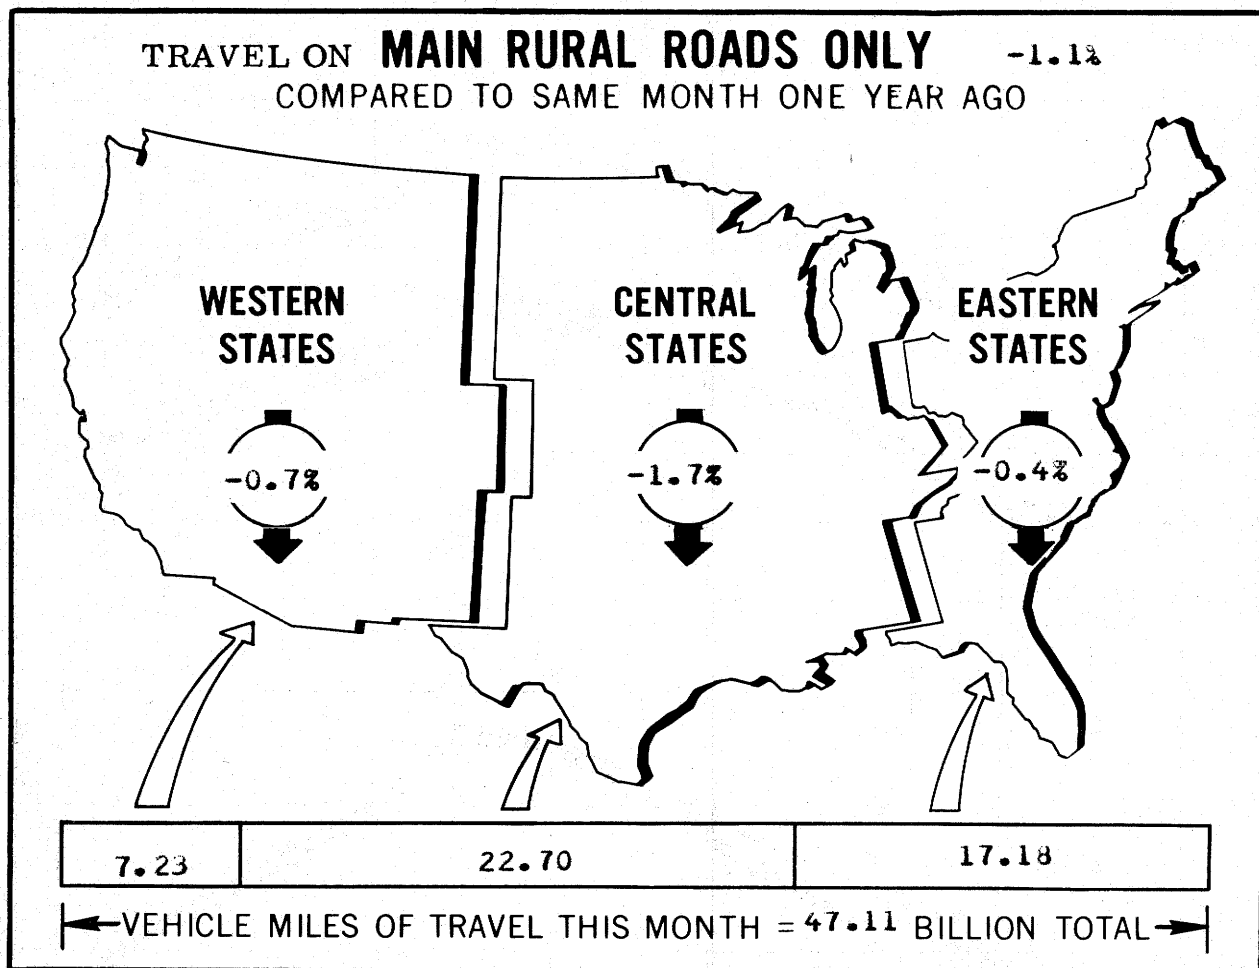 TRAVEL ON MAIN RURAL ROADS ONLY -1.1%
COMPARED TO SAME MONTH ONE YEAR AGO
WESTERN
STATES
CENTRAL
STATES
EASTERN
STATES
-0.7%
-1.7%
-0.4%
7.23
22.70
17.18
VEHICLE MILES OF TRAVEL THIS MONTH = 47.11 BILLION TOTAL